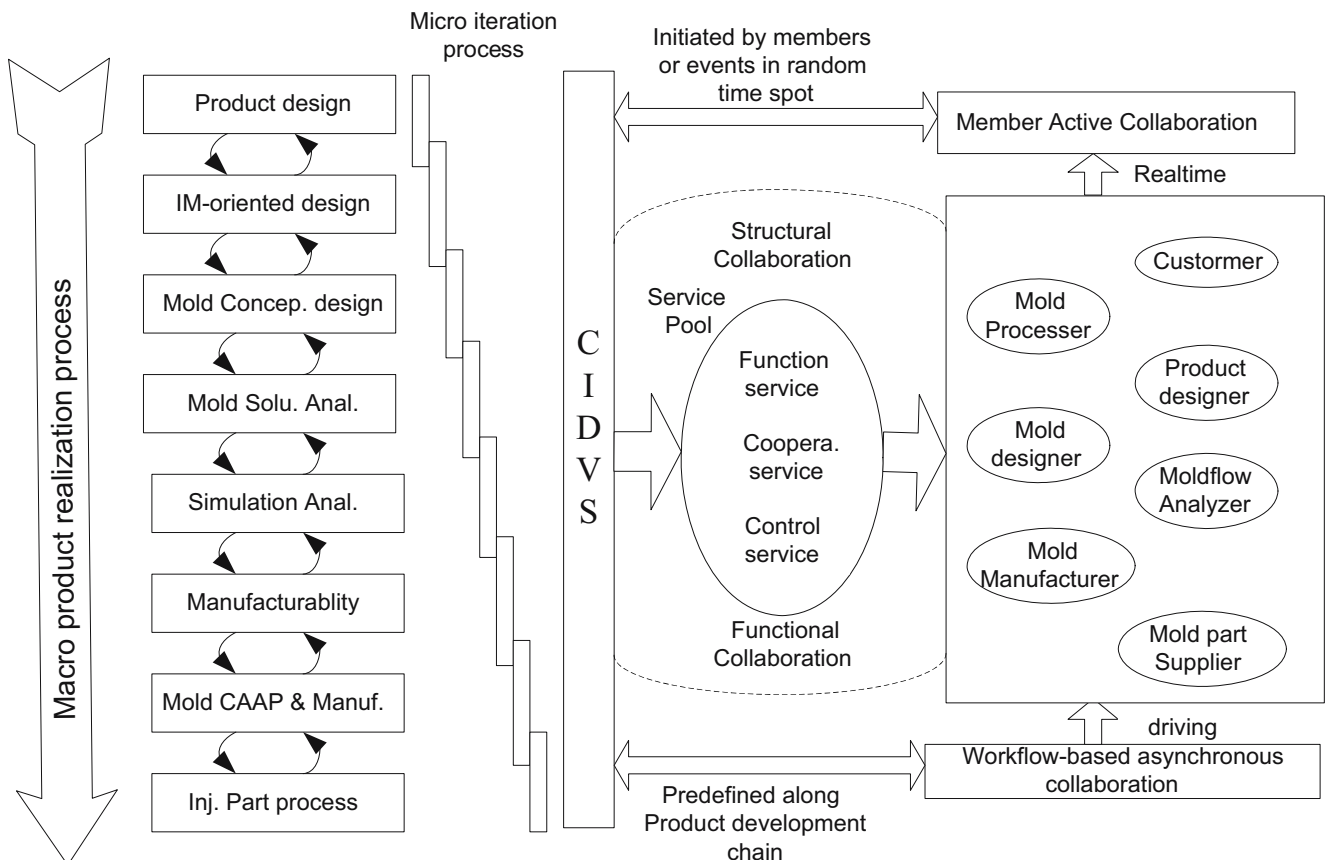 Macro product realization process
Product design
IM-oriented design
Mold Concep. design
Mold Solu. Anal.
Simulation Anal.
Manufacturablity
Mold CAAP & Manuf.
Inj. Part process
Micro iteration
process
C
I
D
V
S
Initiated by members
or events in random
time spot
Member Active Collaboration
Realtime
Structural
Collaboration
Service
Pool
Function
service
Coopera.
service
Control
service
Functional
Collaboration
Custormer
Mold
Processer
Product
designer
Mold
designer
Moldflow
Analyzer
Mold
Manufacturer
Mold part
Supplier
driving
Workflow-based asynchronous
collaboration
Predefined along
Product development
chain